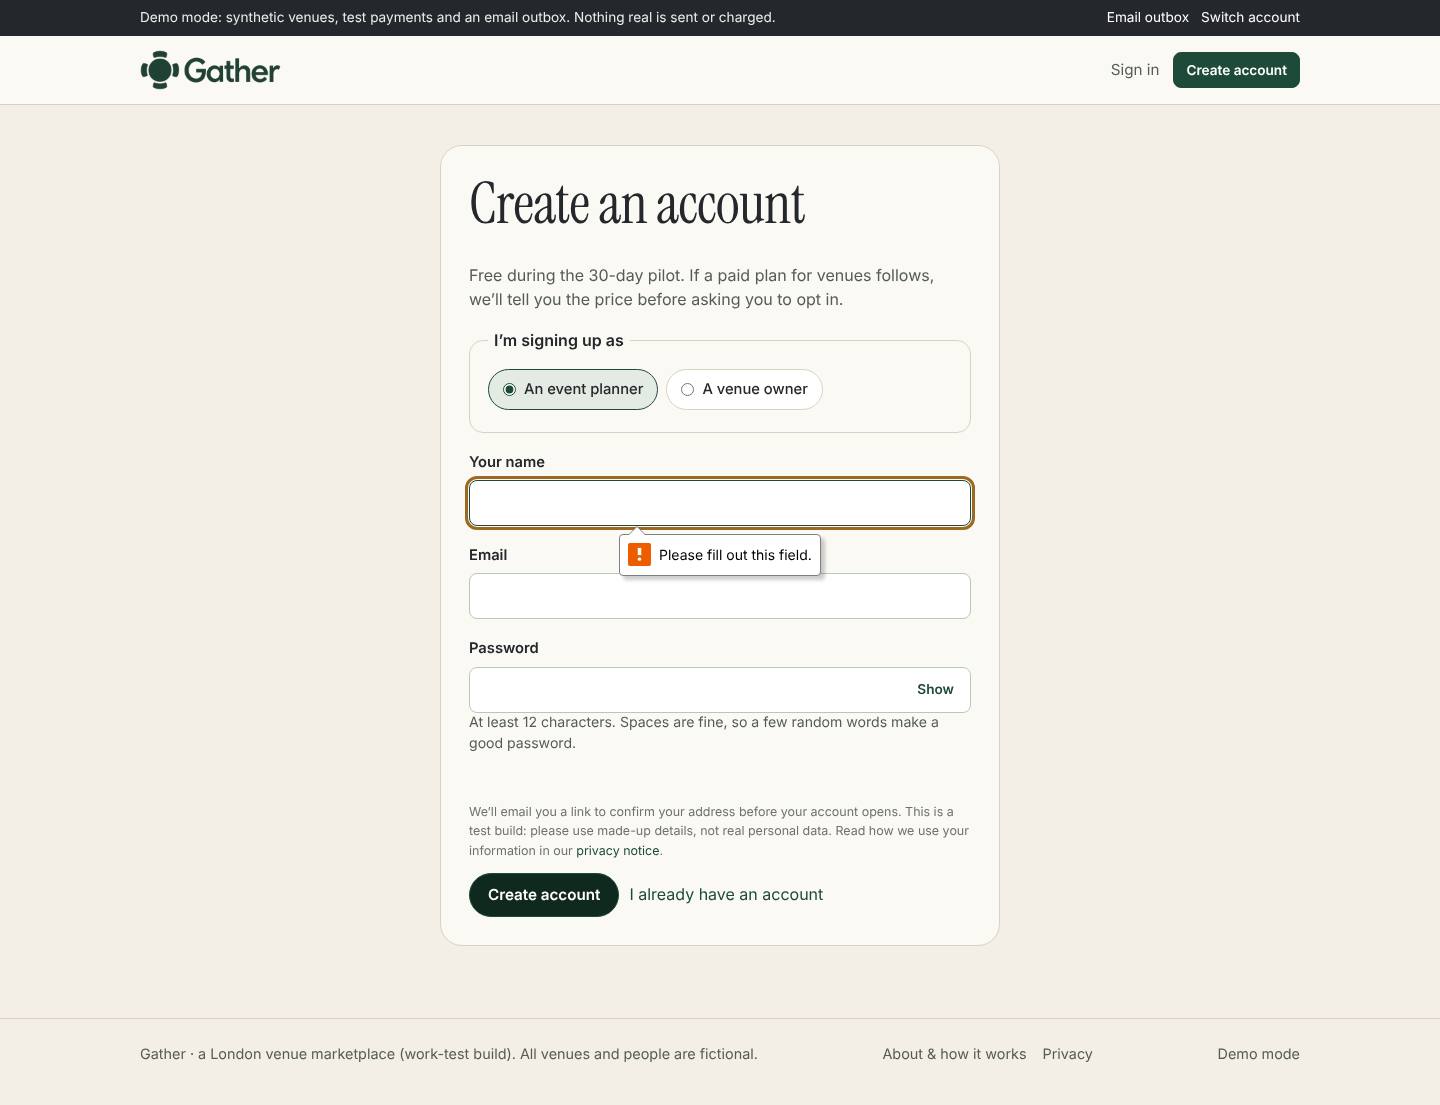 Demo mode: synthetic venues, test payments and an email outbox. Nothing real is sent or charged.
Email outbox
Switch account
Gather
Sign in
Create account
Create an account
Free during the 30-day pilot. If a paid plan for venues follows,
we’ll tell you the price before asking you to opt in.
I’m signing up as
An event planner
A venue owner
Your name
Please fill out this field.
Email
Password
Show
At least 12 characters. Spaces are fine, so a few random words make a
good password.
We’ll email you a link to confirm your address before your account opens. This is a
test build: please use made-up details, not real personal data. Read how we use your
information in our privacy notice.
Create account
I already have an account
Gather · a London venue marketplace (work-test build). All venues and people are fictional.
About & how it works
Privacy
Demo mode